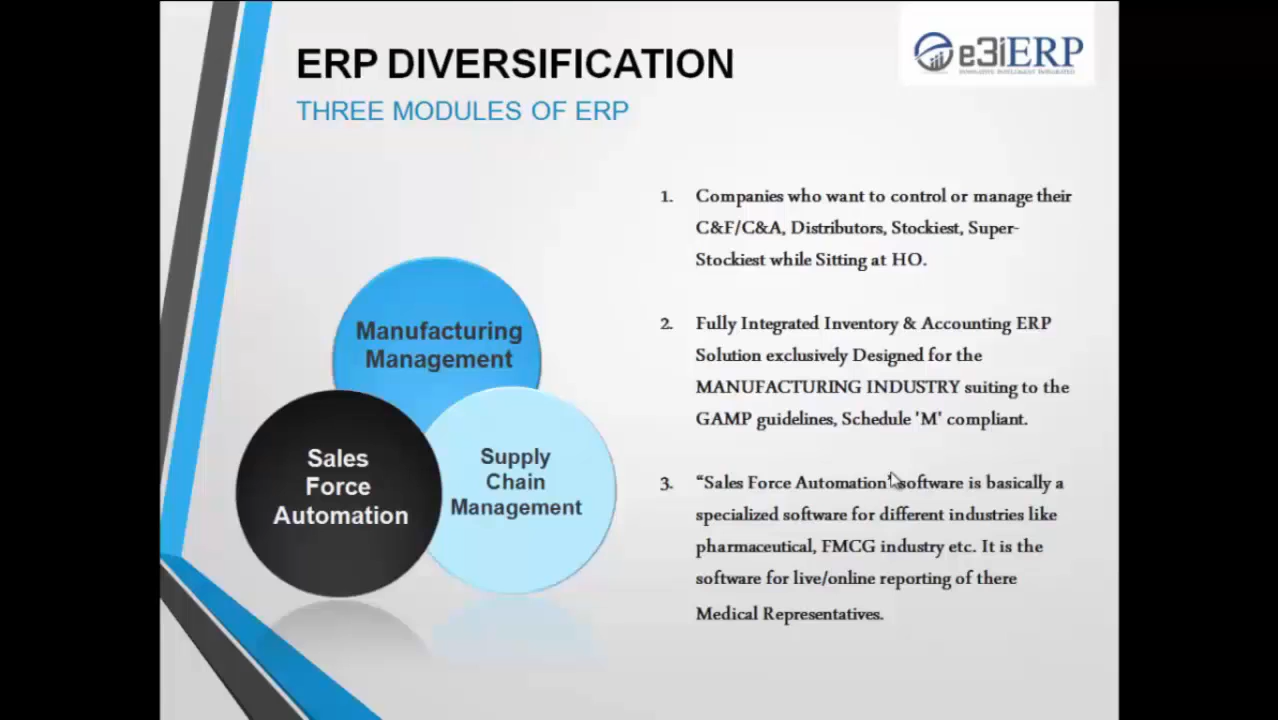 ERP DIVERSIFICATION
THREE MODULES OF ERP
e3iERP
INNOVATIVE INTELLIGENT INTEGRATED
Manufacturing
Management
Sales
Force
Automation
Supply
Chain
Management
1. Companies who want to control or manage their
C&F/C&A, Distributors, Stockiest, Super-
Stockiest while Sitting at HO.
2. Fully Integrated Inventory & Accounting ERP
Solution exclusively Designed for the
MANUFACTURING INDUSTRY suiting to the
GAMP guidelines, Schedule 'M' compliant.
3. “Sales Force Automation' software is basically a
specialized software for different industries like
pharmaceutical, FMCG industry etc. It is the
software for live/online reporting of there
Medical Representatives.